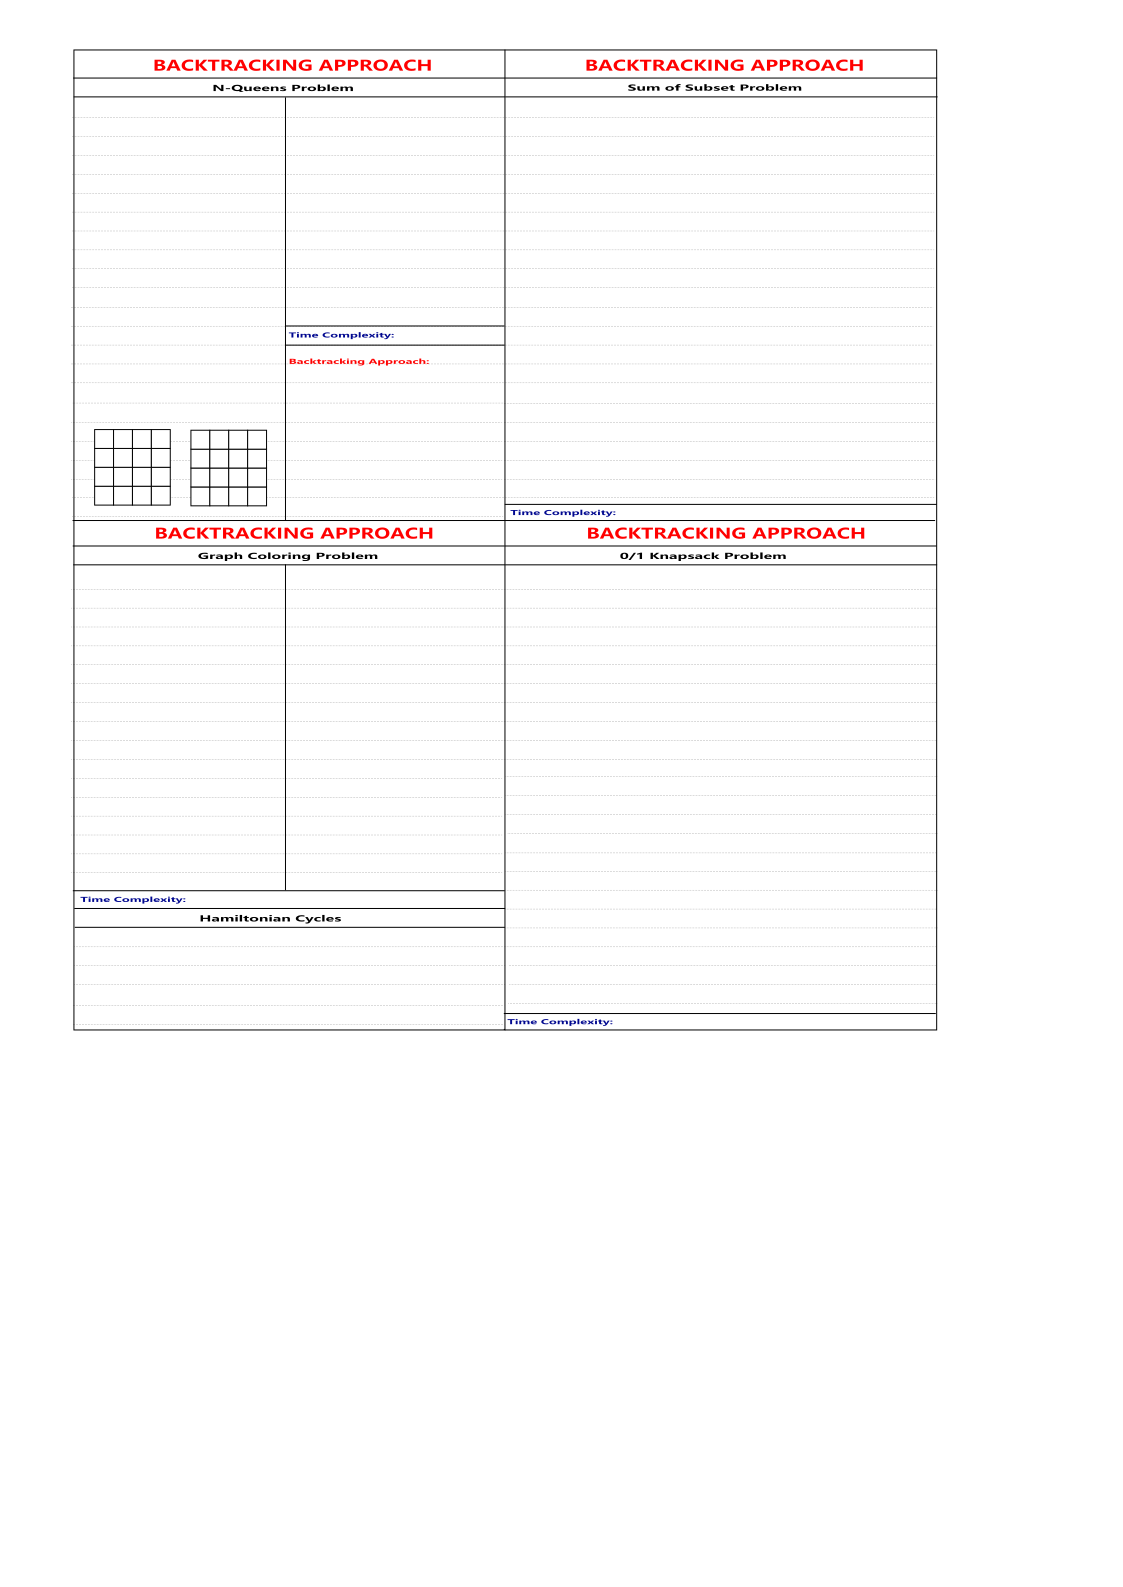 BACKTRACKING APPROACH
N-Queens Problem
Time Complexity:
Backtracking Approach:
BACKTRACKING APPROACH
Sum of Subset Problem
Time Complexity:
BACKTRACKING APPROACH
Graph Coloring Problem
Time Complexity:
Hamiltonian Cycles
BACKTRACKING APPROACH
0/1 Knapsack Problem
Time Complexity: